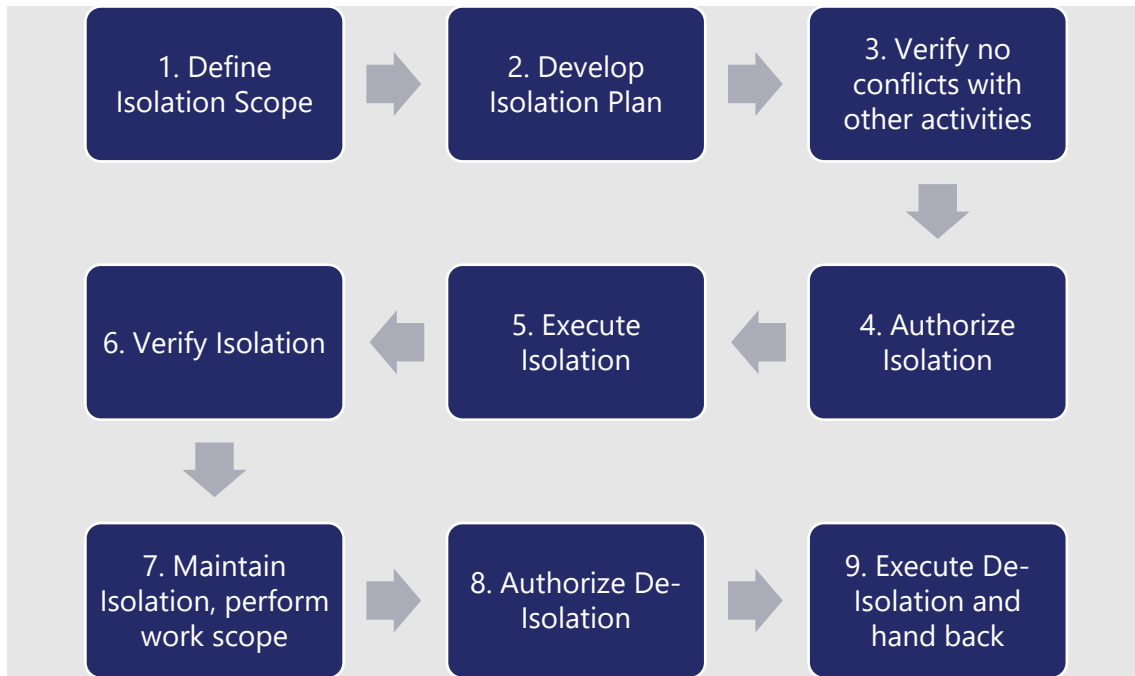 1. Define
Isolation Scope
2. Develop
Isolation Plan
3. Verify no
conflicts with
other activities
4. Authorize
Isolation
5. Execute
Isolation
6. Verify Isolation
7. Maintain
Isolation, perform
work scope
8. Authorize De-
Isolation
9. Execute De-
Isolation and
hand back